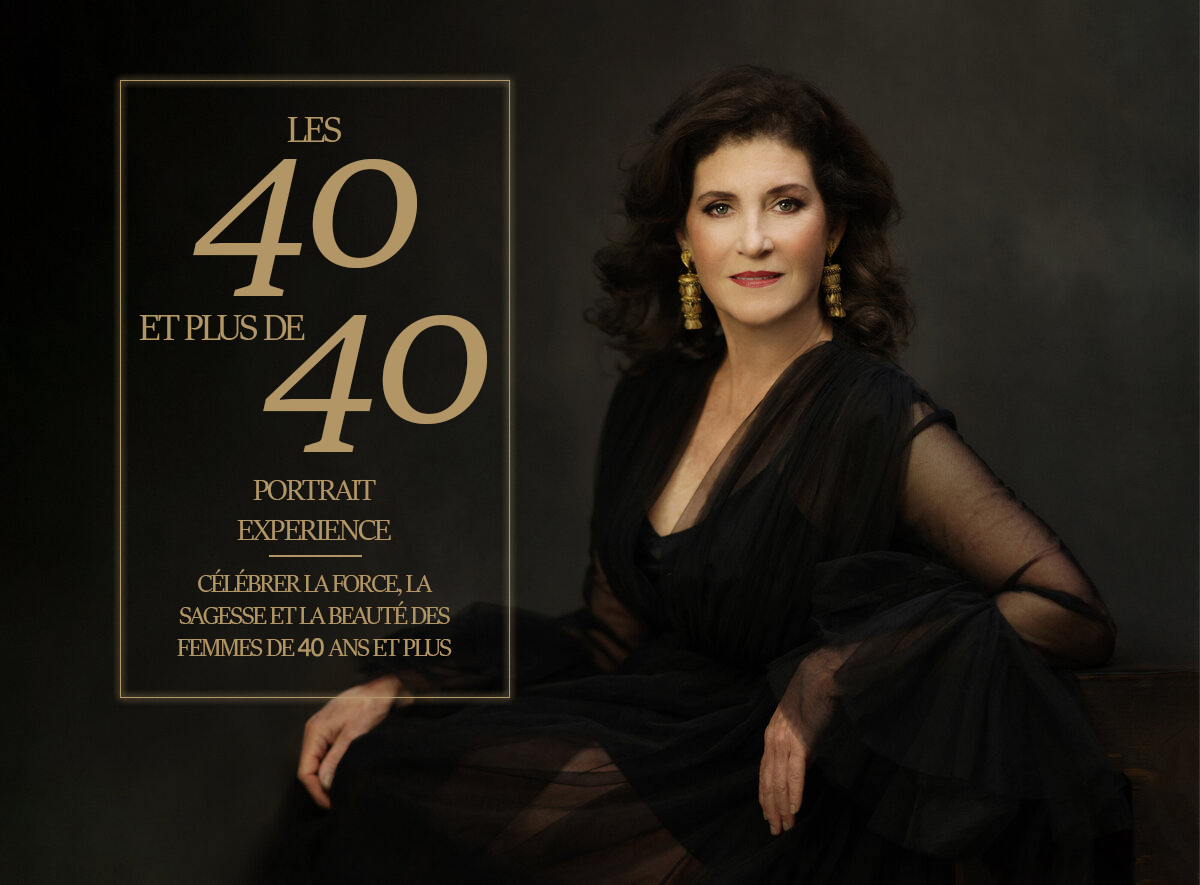 LES
40
ET PLUS DE
40
PORTRAIT
EXPERIENCE
CÉLÉBRER LA FORCE, LA
SAGESSE ET LA BEAUTÉ DES
FEMMES DE 40 ANS ET PLUS